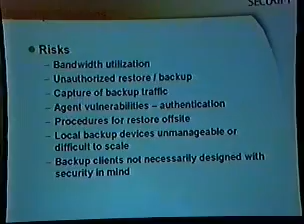 SECURITY
● Risks
– Bandwidth utilization
– Unauthorized restore / backup
– Capture of backup traffic
– Agent vulnerabilities – authentication
– Procedures for restore offsite
– Local backup devices unmanageable or
difficult to scale
– Backup clients not necessarily designed with
security in mind